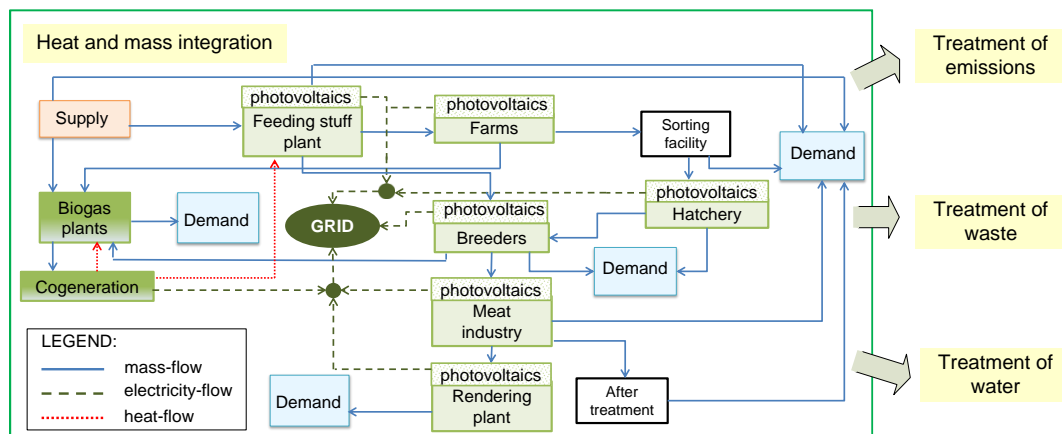 Heat and mass integration
Treatment of
emissions
photovoltaics
photovoltaics
Supply
Feeding stuff
plant
Farms
Sorting
facility
Demand
photovoltaics
Hatchery
Biogas
plants
Demand
GRID
photovoltaics
Breeders
Treatment of
waste
Demand
Cogeneration
photovoltaics
Meat
industry
LEGEND:
mass-flow
electricity-flow
heat-flow
photovoltaics
Rendering
plant
Demand
After
treatment
Treatment of
water